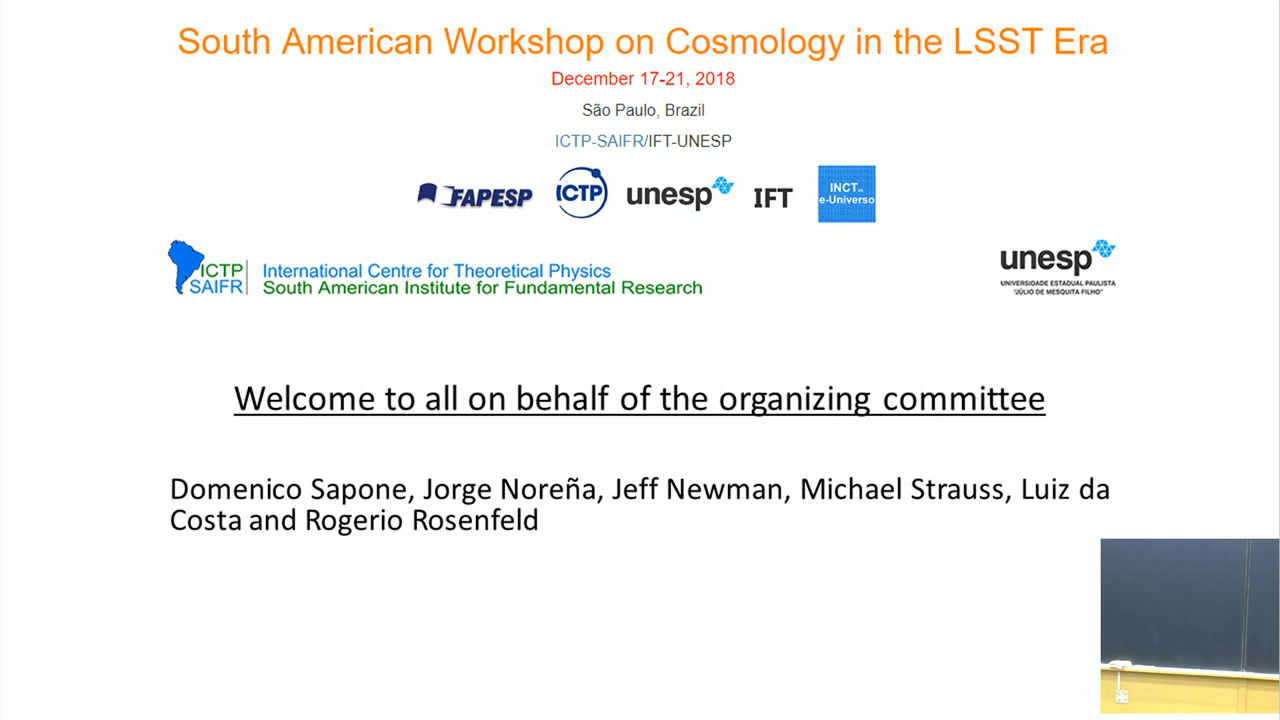 South American Workshop on Cosmology in the LSST Era
December 17-21, 2018
São Paulo, Brazil
ICTP-SAIFR/IFT-UNESP
FAPESP ICTP unesp IFT INCT
e-Universo
ICTP
SAIFR
International Centre for Theoretical Physics
South American Institute for Fundamental Research
unesp
UNIVERSIDADE ESTADUAL PAULISTA
"JÚLIO DE MESQUITA FILHO"
Welcome to all on behalf of the organizing committee
Domenico Sapone, Jorge Noreña, Jeff Newman, Michael Strauss, Luiz da
Costa and Rogerio Rosenfeld